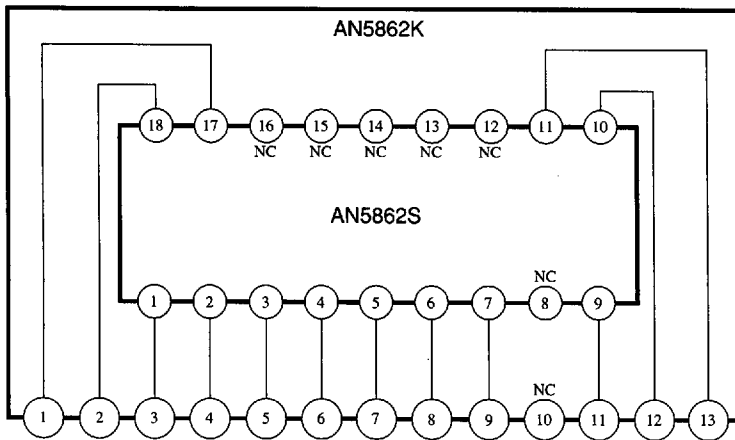 AN5862K
18 17 16 15 14 13 12 11 10
NC NC NC NC NC
AN5862S
NC
1 2 3 4 5 6 7 8 9
NC
1 2 3 4 5 6 7 8 9 10 11 12 13